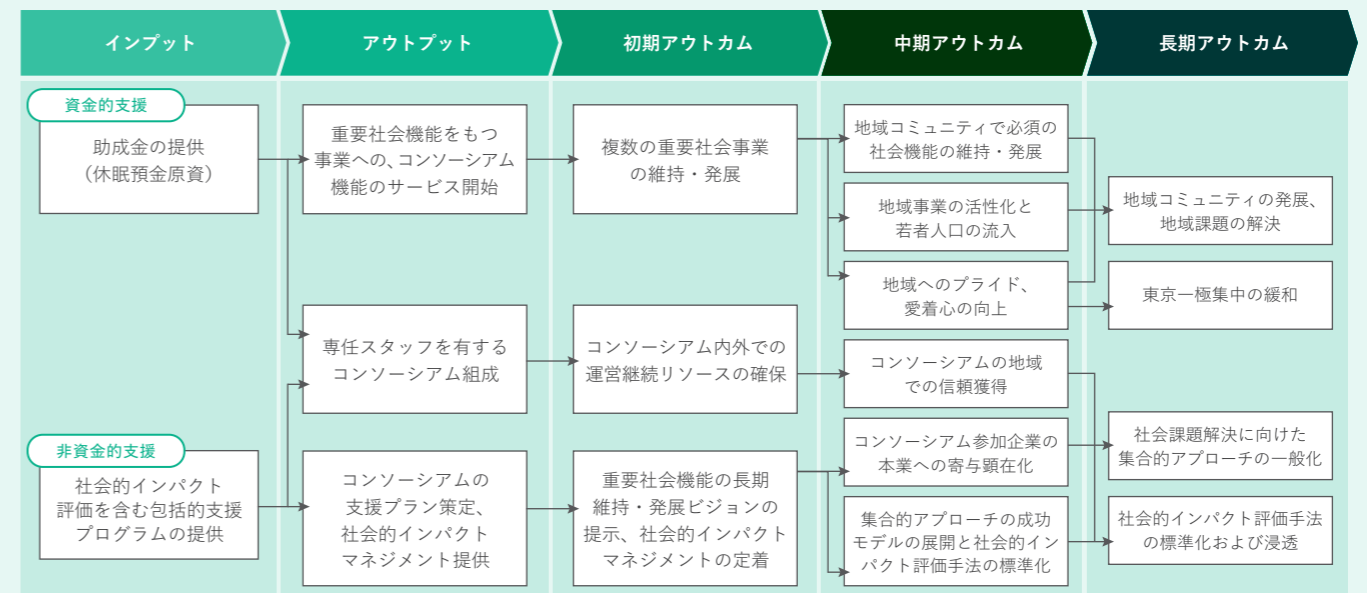 インプット
アウトプット
初期アウトカム
中期アウトカム
長期アウトカム
資金的支援
助成金の提供
（休眠預金原資）
重要社会機能をもつ
事業への、コンソーシアム
機能のサービス開始
複数の重要社会事業
の維持・発展
地域コミュニティで必須の
社会機能の維持・発展
地域事業の活性化と
若者人口の流入
地域へのプライド、
愛着心の向上
地域コミュニティの発展、
地域課題の解決
東京一極集中の緩和
専任スタッフを有する
コンソーシアム組成
コンソーシアム内外での
運営継続リソースの確保
コンソーシアムの地域
での信頼獲得
非資金的支援
社会的インパクト
評価を含む包括的支援
プログラムの提供
コンソーシアムの
支援プラン策定、
社会的インパクト
マネジメント提供
重要社会機能の長期
維持・発展ビジョンの
提示、社会的インパクト
マネジメントの定着
コンソーシアム参加企業の
本業への寄与顕在化
集合的アプローチの成功
モデルの展開と社会的イン
パクト評価手法の標準化
社会課題解決に向けた
集合的アプローチの一般化
社会的インパクト評価手法
の標準化および浸透